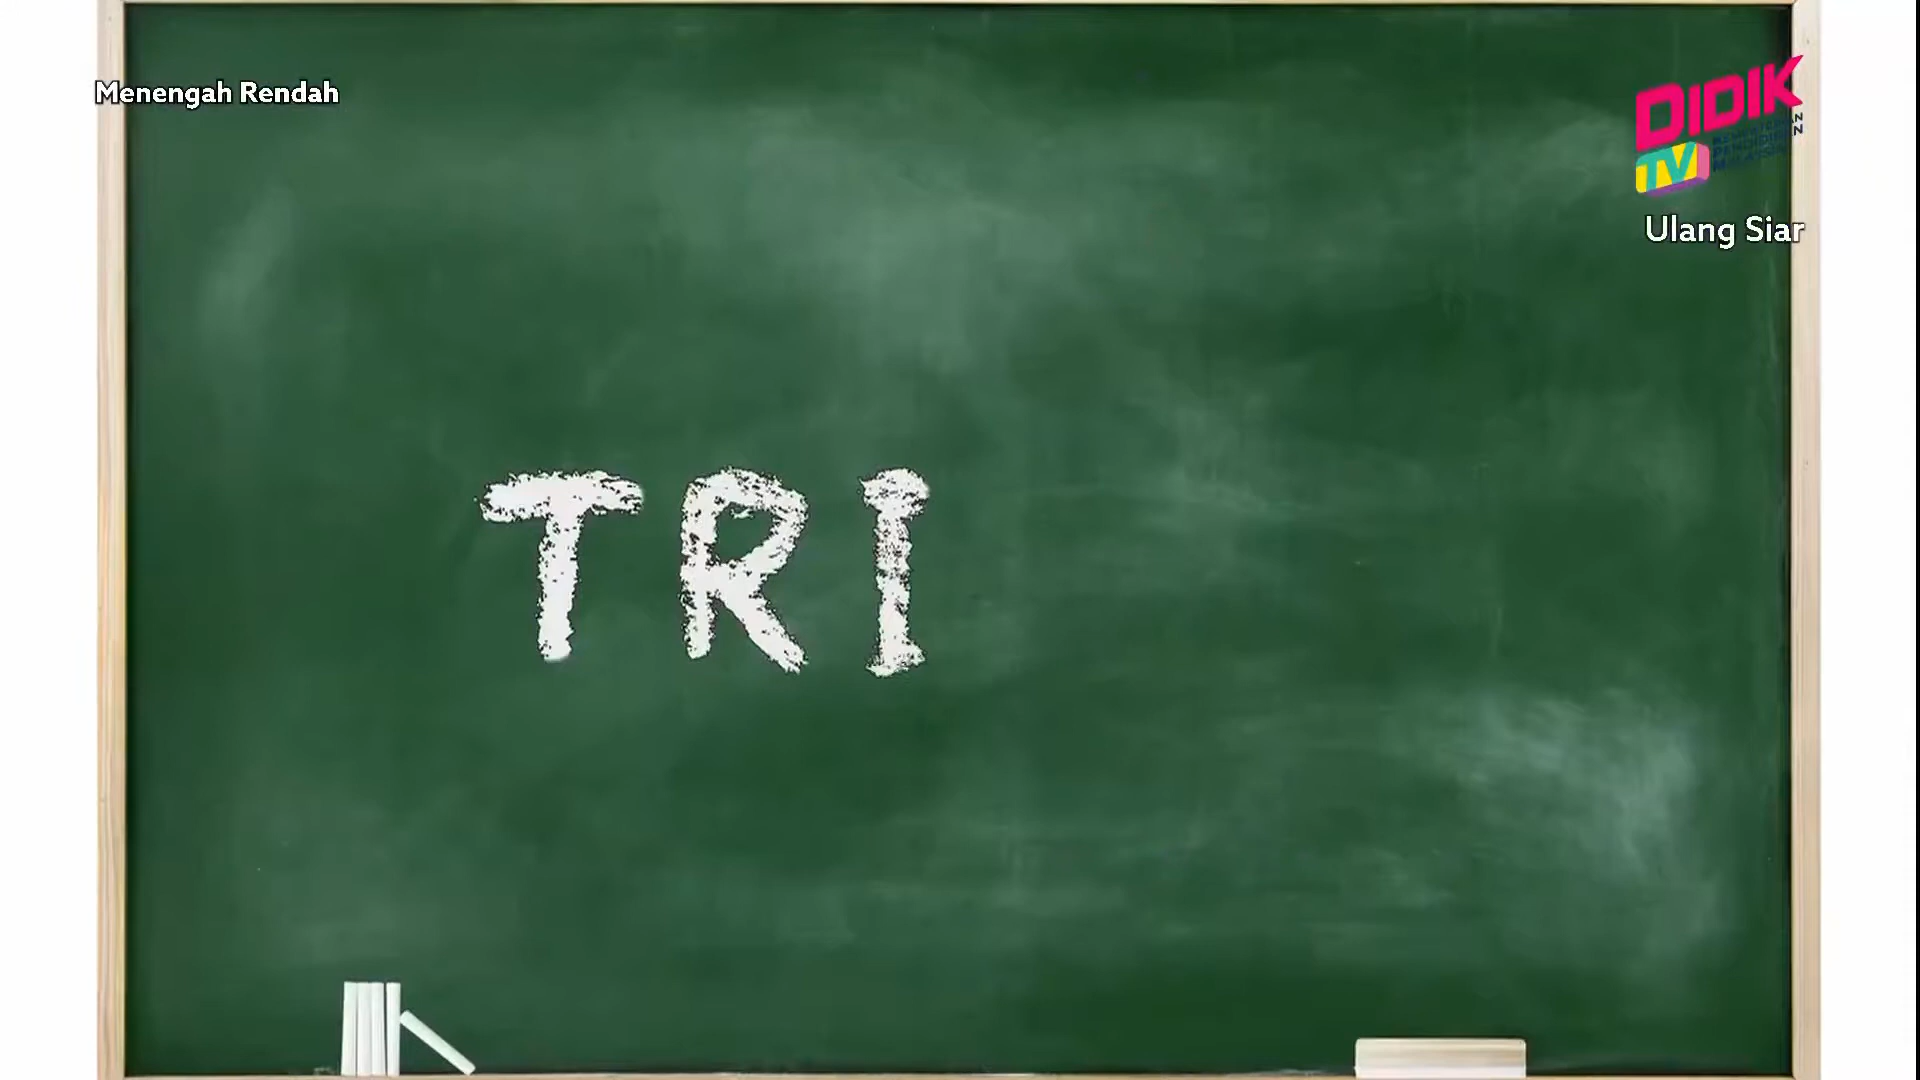 Menengah Rendah
DIDIK
TV
Ulang Siar
TRI